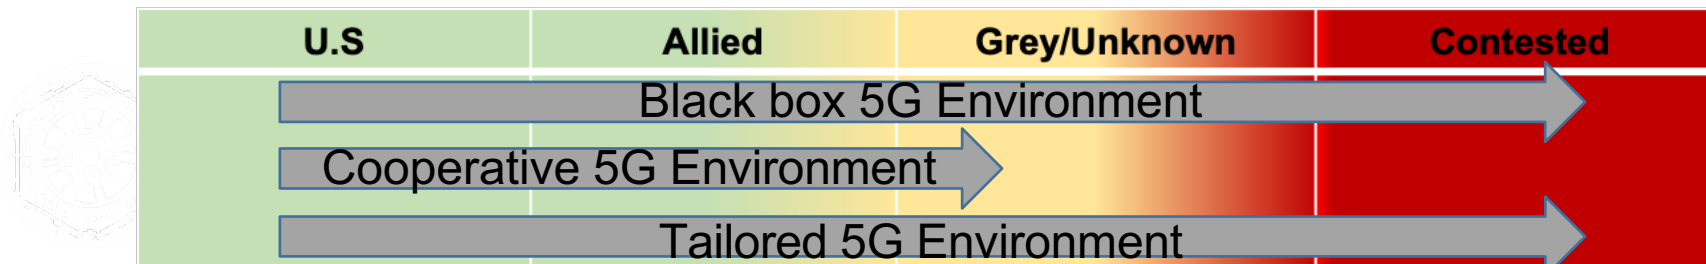 U.S Allied Grey/Unknown Contested
Black box 5G Environment
Cooperative 5G Environment
Tailored 5G Environment